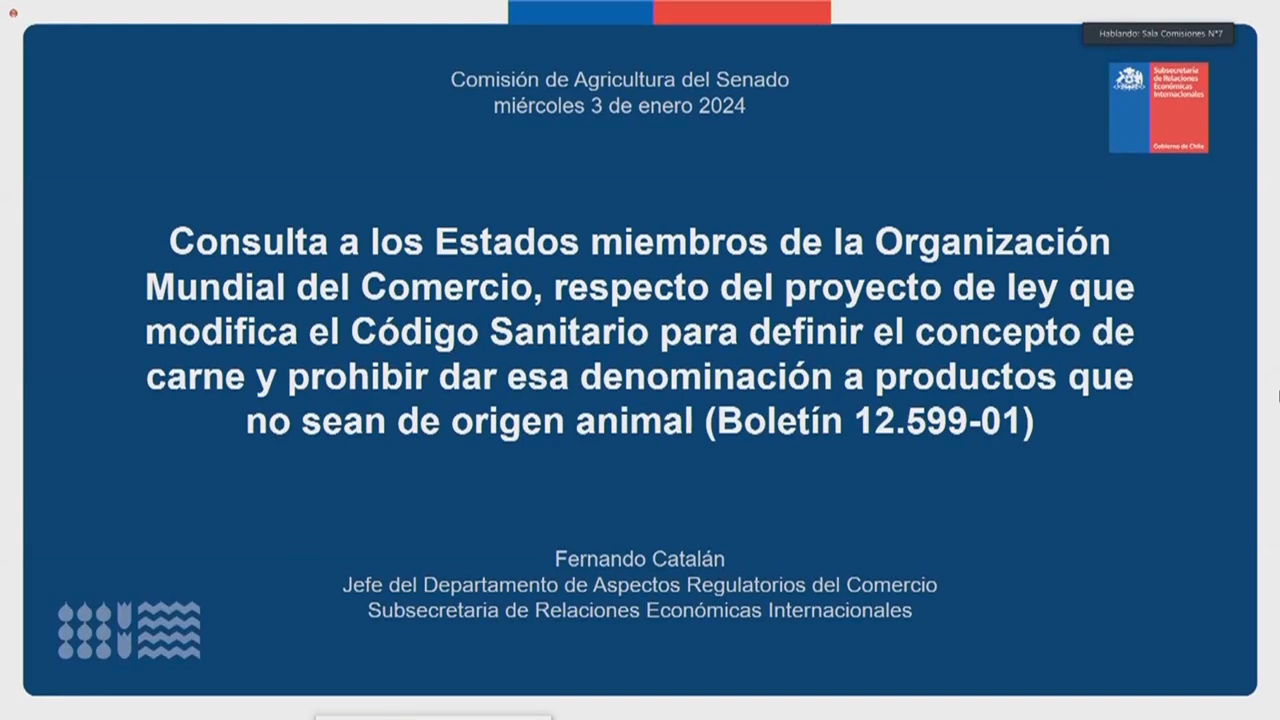 Hablando: Sala Comisiones N°7
Comisión de Agricultura del Senado
miércoles 3 de enero 2024
Subsecretaría
de Relaciones
Económicas
Internacionales
Gobierno de Chile
Consulta a los Estados miembros de la Organización
Mundial del Comercio, respecto del proyecto de ley que
modifica el Código Sanitario para definir el concepto de
carne y prohibir dar esa denominación a productos que
no sean de origen animal (Boletín 12.599-01)
Fernando Catalán
Jefe del Departamento de Aspectos Regulatorios del Comercio
Subsecretaria de Relaciones Económicas Internacionales